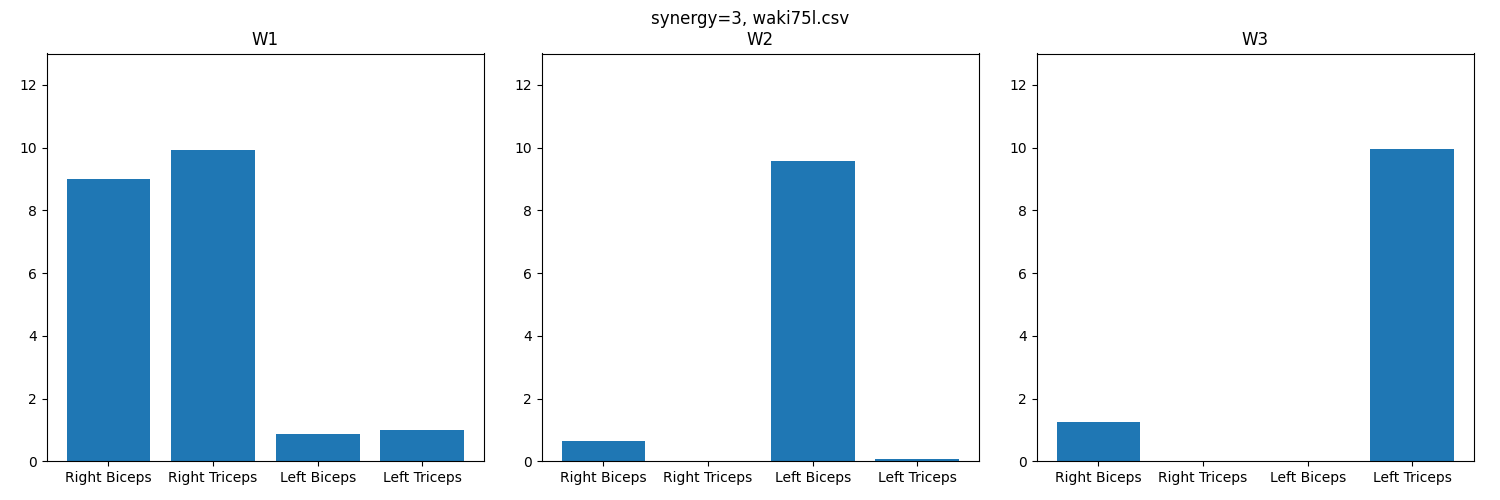 synergy=3, waki75l.csv
W1
W2
W3
12
10
8
6
4
2
0
Right Biceps
Right Triceps
Left Biceps
Left Triceps
12
10
8
6
4
2
0
Right Biceps
Right Triceps
Left Biceps
Left Triceps
12
10
8
6
4
2
0
Right Biceps
Right Triceps
Left Biceps
Left Triceps